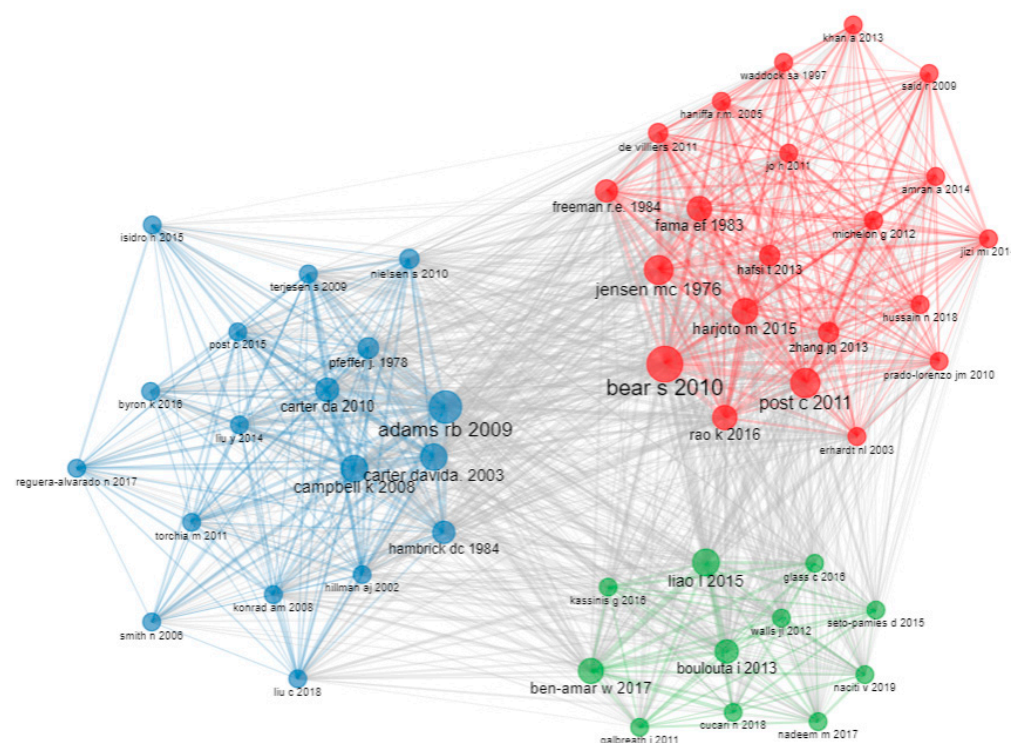 khan a 2013
waddock sa 1997
said r 2009
haniffa r.m. 2005
de villiers 2011
jo h 2011
amran a 2014
freeman r.e. 1984
fama ef 1983
michelon g 2012
isidro h 2015
jizi mi 2014
nielsen s 2010
hafsi t 2013
terjesen s 2009
jensen mc 1976
hussain n 2018
harjoto m 2015
post c 2015
zhang jq 2013
pfeffer j. 1978
prado-lorenzo jm 2010
bear s 2010
post c 2011
byron k 2016
carter da 2010
adams rb 2009
rao k 2016
liu y 2014
erhardt nl 2003
reguera-alvarado n 2017
carter davida. 2003
campbell k 2008
torchia m 2011
hambrick dc 1984
liao l 2015
glass c 2016
hillman aj 2002
kassinis g 2016
konrad am 2008
seto-pamies d 2015
walls jl 2012
smith n 2006
boulouta i 2013
liu c 2018
ben-amar w 2017
naciti v 2019
cucari n 2018
nadeem m 2017
galbreath j 2011